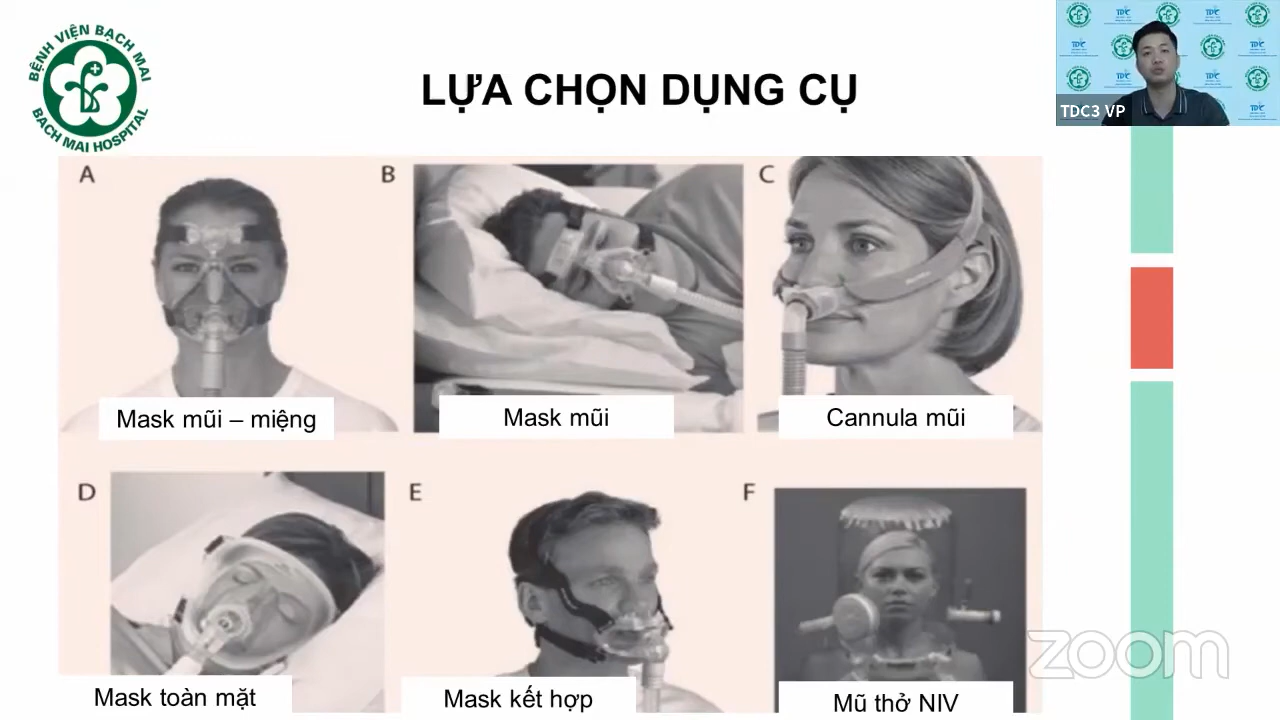 BỆNH VIỆN BẠCH MAI
BACH MAI HOSPITAL
LỰA CHỌN DỤNG CỤ
TDC3 VP
A
B
C
Mask mũi – miệng
Mask mũi
Cannula mũi
D
E
F
Mask toàn mặt
Mask kết hợp
Mũ thở NIV
zoom